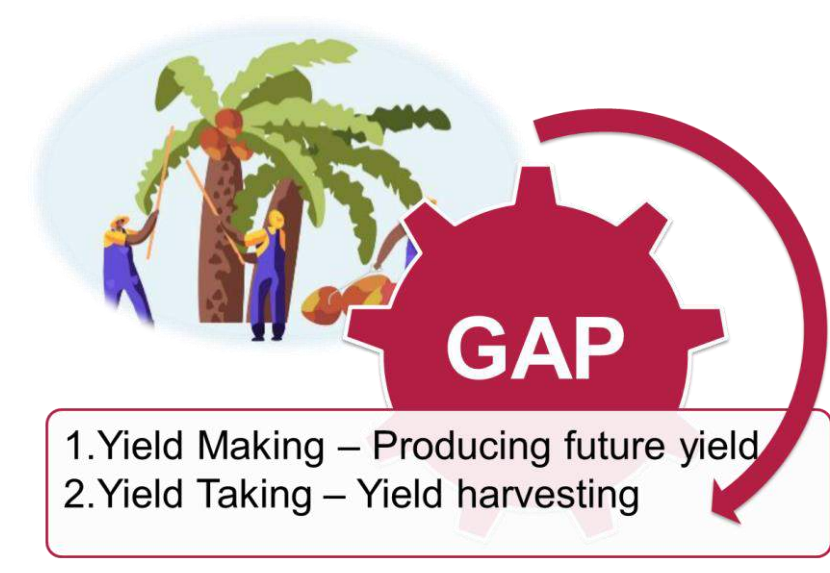 GAP
1.Yield Making – Producing future yield
2.Yield Taking – Yield harvesting